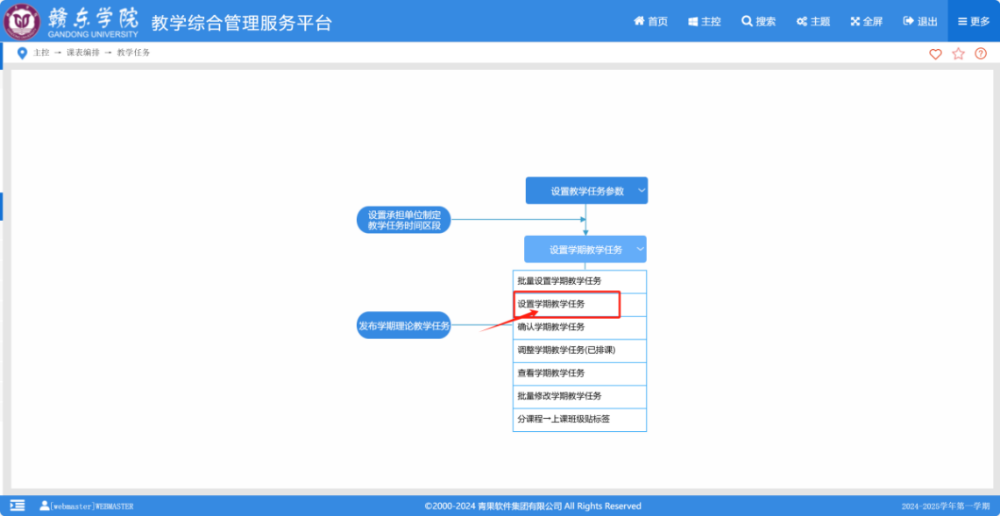 赣东学院
GANDONG UNIVERSITY
教学综合管理服务平台
首页 主控 搜索 主题 全屏 退出 更多
主控 → 课表编排 → 教学任务
设置教学任务参数
设置承担单位制定
教学任务时间区段
设置学期教学任务
批量设置学期教学任务
设置学期教学任务
发布学期理论教学任务
确认学期教学任务
调整学期教学任务(已排课)
查看学期教学任务
批量修改学期教学任务
分课程→上课班级贴标签
[webmaster]WEBMASTER
©2000-2024 青果软件集团有限公司 All Rights Reserved
2024-2025学年第一学期